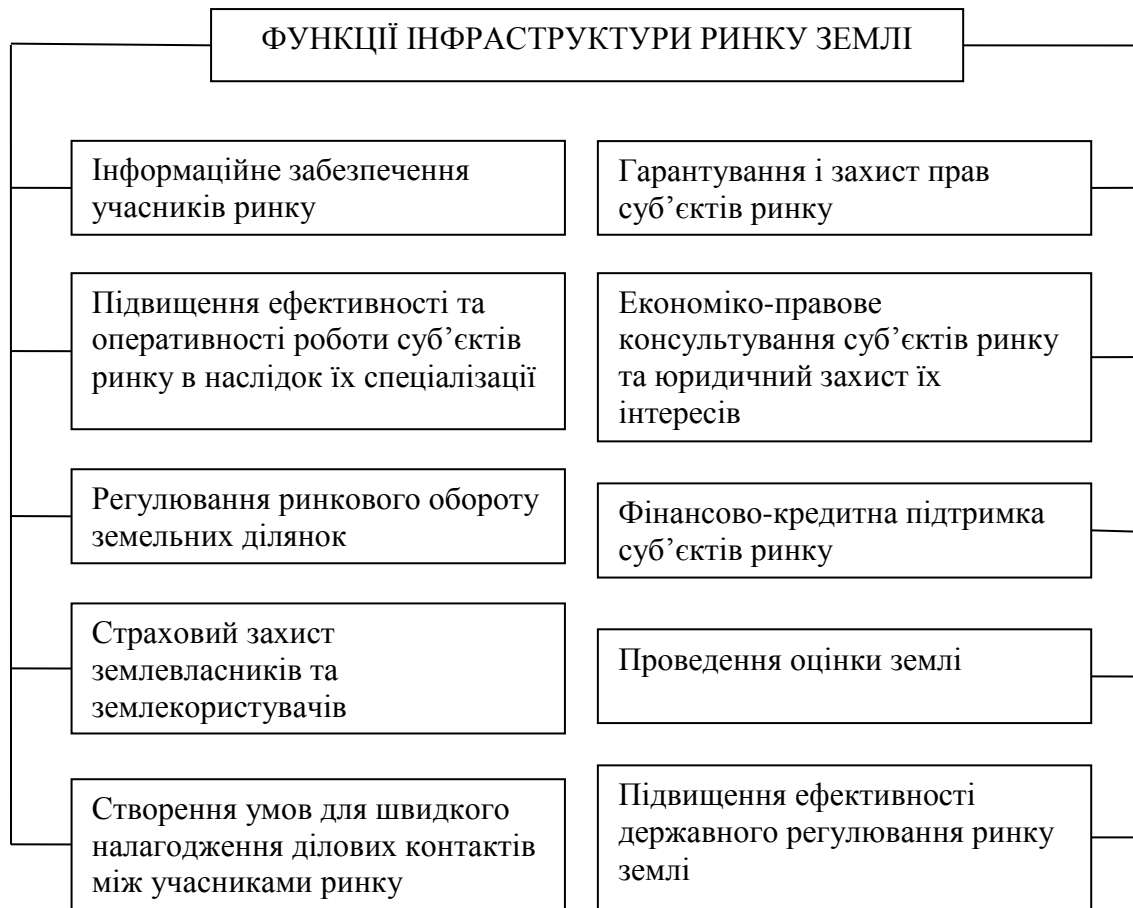 ФУНКЦІЇ ІНФРАСТРУКТУРИ РИНКУ ЗЕМЛІ
Інформаційне забезпечення
учасників ринку
Гарантування і захист прав
суб’єктів ринку
Підвищення ефективності та
оперативності роботи суб’єктів
ринку в наслідок їх спеціалізації
Економіко-правове
консультування суб’єктів ринку
та юридичний захист їх
інтересів
Регулювання ринкового обороту
земельних ділянок
Фінансово-кредитна підтримка
суб’єктів ринку
Страховий захист
землевласників та
землекористувачів
Проведення оцінки землі
Створення умов для швидкого
налагодження ділових контактів
між учасниками ринку
Підвищення ефективності
державного регулювання ринку
землі